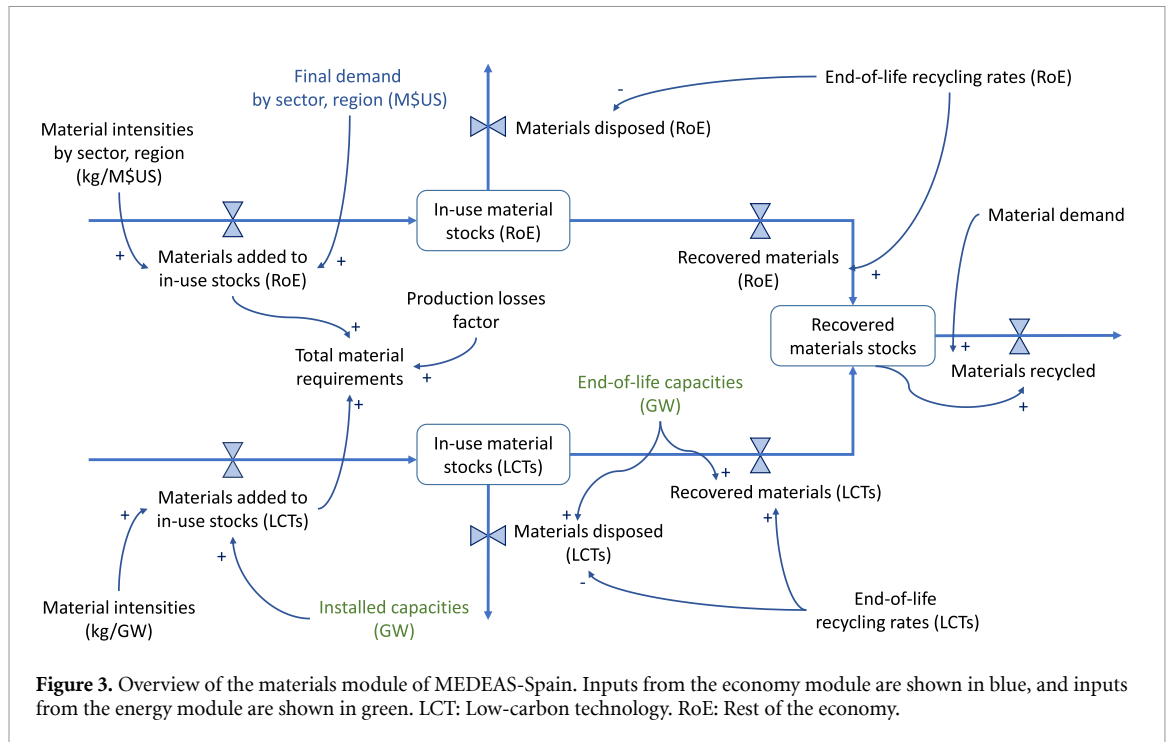 Final demand
by sector, region (M$US)
End-of-life recycling rates (RoE)
-
Materials disposed (RoE)
Material intensities
by sector, region
(kg/M$US)
In-use material
stocks (RoE)
Material demand
+
Materials added to
in-use stocks (RoE)
+
Recovered materials
(RoE)
+
Production losses
factor
+
Recovered
materials stocks
+
Total material
requirements
+
Materials recycled
+
End-of-life capacities
(GW)
+
In-use material
stocks (LCTs)
+
Recovered materials (LCTs)
Materials added to
in-use stocks (LCTs)
+
+
+
Materials disposed
(LCTs)
+
-
Material intensities
(kg/GW)
Installed capacities
(GW)
End-of-life
recycling rates (LCTs)
Figure 3. Overview of the materials module of MEDEAS-Spain. Inputs from the economy module are shown in blue, and inputs
from the energy module are shown in green. LCT: Low-carbon technology. RoE: Rest of the economy.